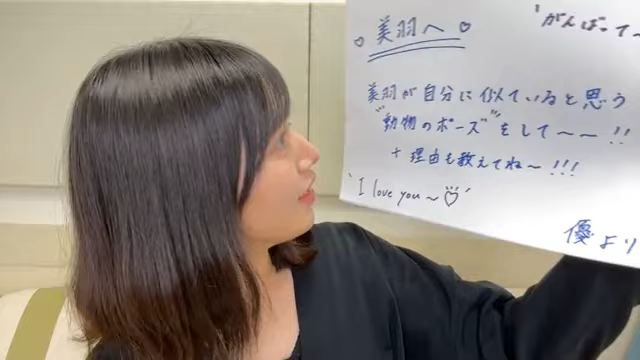 がんばって〜
♡ 美羽へ ♡
美羽が自分に似ていると思う
"動物のポーズ"をして〜〜!!
+ 理由も教えてね〜!!!
'I love you〜♡'
優より